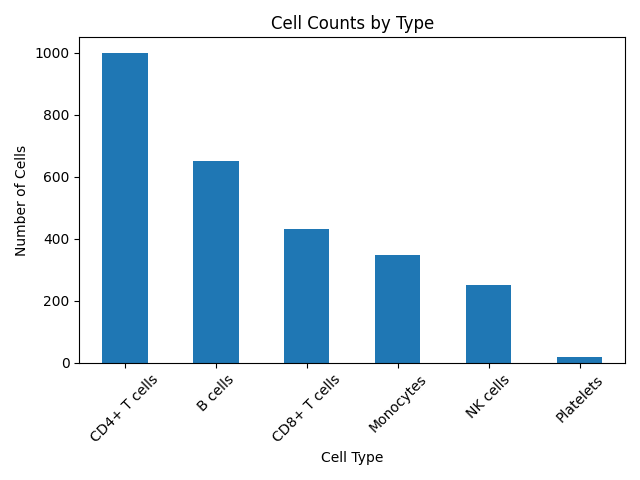 Cell Counts by Type
Number of Cells
1000
800
600
400
200
0
CD4+ T cells
B cells
CD8+ T cells
Monocytes
NK cells
Platelets
Cell Type